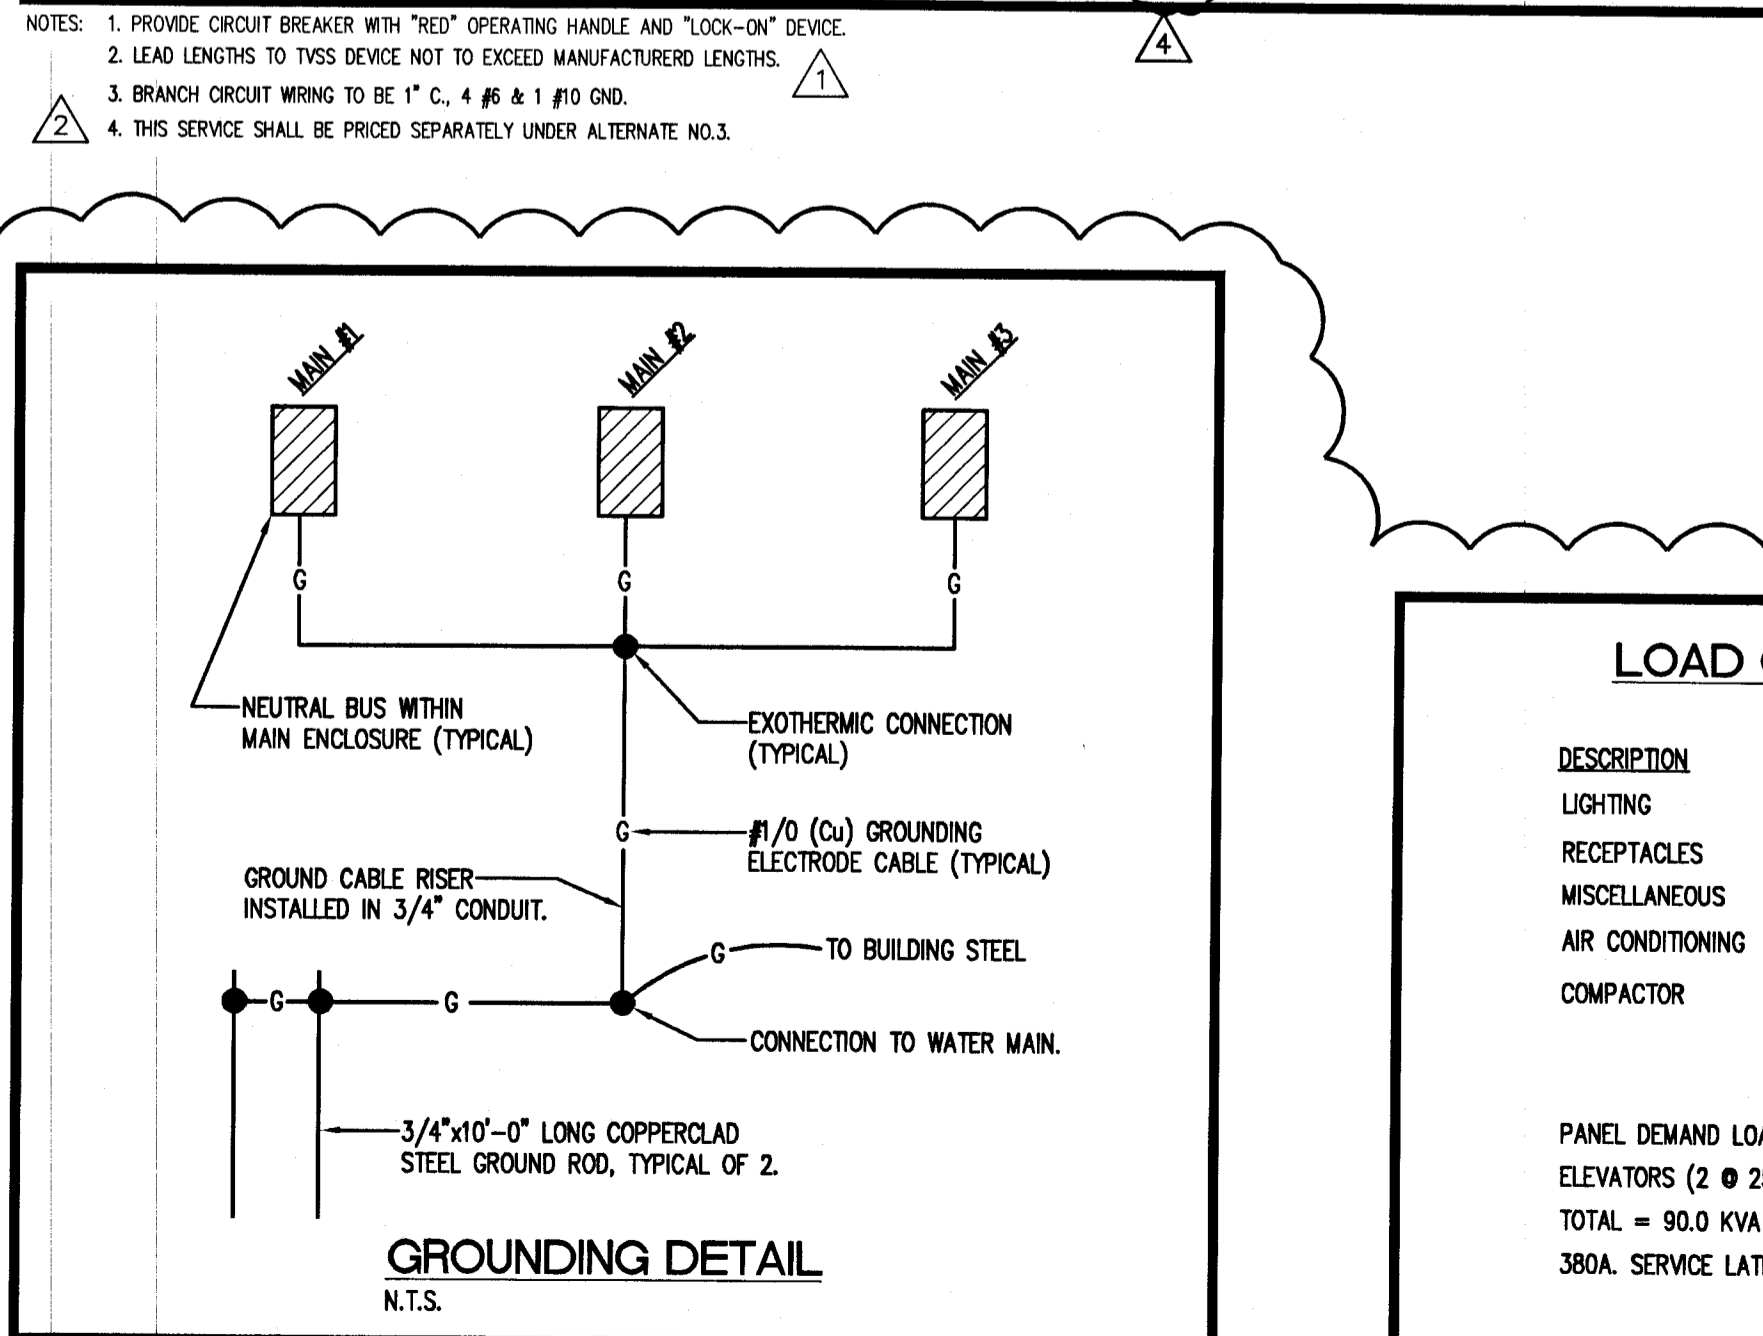 NOTES: 1. PROVIDE CIRCUIT BREAKER WITH "RED" OPERATING HANDLE AND "LOCK-ON" DEVICE.
2. LEAD LENGTHS TO TVSS DEVICE NOT TO EXCEED MANUFACTURERD LENGTHS.
1
3. BRANCH CIRCUIT WIRING TO BE 1" C., 4 #6 & 1 #10 GND.
2
4. THIS SERVICE SHALL BE PRICED SEPARATELY UNDER ALTERNATE NO.3.
4
MAIN #1
MAIN #2
MAIN #3
G
G
G
NEUTRAL BUS WITHIN
MAIN ENCLOSURE (TYPICAL)
EXOTHERMIC CONNECTION
(TYPICAL)
G
#1/0 (Cu) GROUNDING
ELECTRODE CABLE (TYPICAL)
GROUND CABLE RISER
INSTALLED IN 3/4" CONDUIT.
G
TO BUILDING STEEL
G
G
CONNECTION TO WATER MAIN.
3/4"x10'-0" LONG COPPERCLAD
STEEL GROUND ROD, TYPICAL OF 2.
GROUNDING DETAIL
N.T.S.
LOAD
DESCRIPTION
LIGHTING
RECEPTACLES
MISCELLANEOUS
AIR CONDITIONING
COMPACTOR
PANEL DEMAND
ELEVATORS (2 @
TOTAL = 90.0 KVA
380A. SERVICE